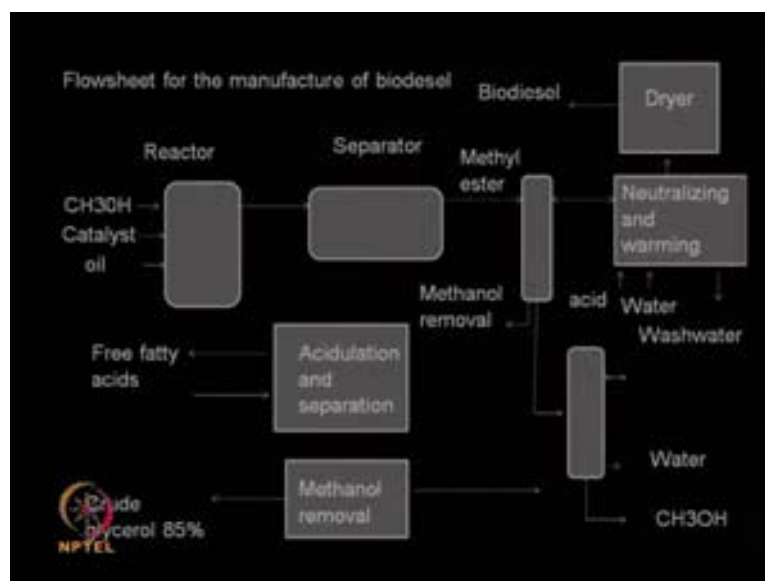 Flowsheet for the manufacture of biodesel
Biodiesel
Dryer
Reactor
Separator
Methyl
ester
Neutralizing
and
warming
CH30H
Catalyst
oil
Methanol
removal
acid
Water
Washwater
Free fatty
acids
Acidulation
and
separation
Water
Methanol
removal
CH3OH
Crude
glycerol 85%
NPTEL